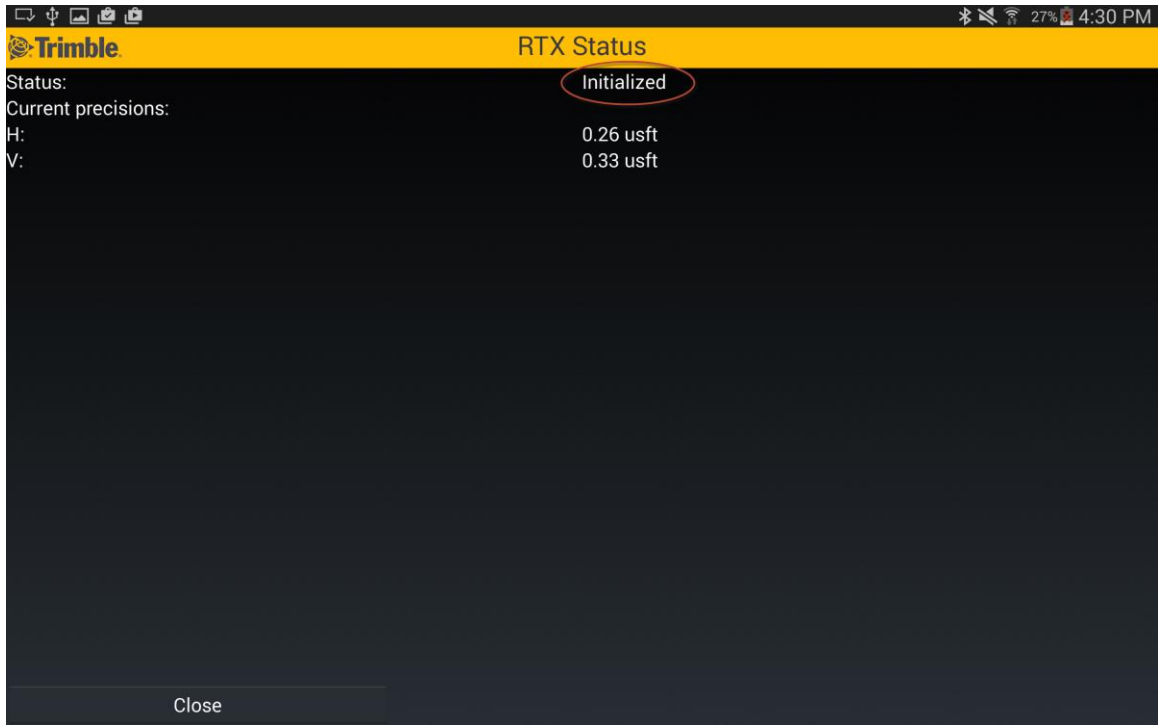 27% 4:30 PM
Trimble. RTX Status
Status: Initialized
Current precisions:
H: 0.26 usft
V: 0.33 usft
Close